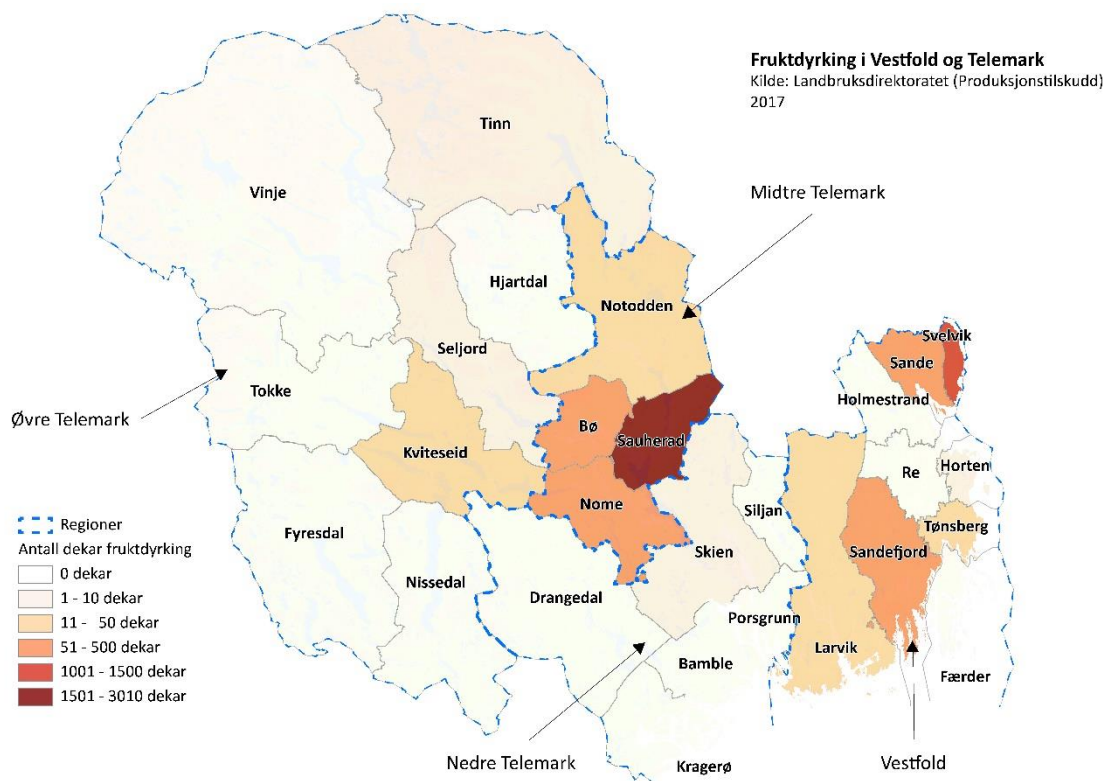 Fruktdyrking i Vestfold og Telemark
Kilde: Landbruksdirektoratet (Produksjonstilskudd)
2017
Tinn
Vinje
Midtre Telemark
Hjartdal
Notodden
Seljord
Svelvik
Sande
Tokke
Holmestrand
Øvre Telemark
Bø
Sauherad
Kviteseid
Re
Horten
Nome
Siljan
Tønsberg
Regioner
Fyresdal
Skien
Sandefjord
Antall dekar fruktdyrking
0 dekar
Nissedal
Drangedal
1 - 10 dekar
Porsgrunn
11 - 50 dekar
51 - 500 dekar
Larvik
Bamble
1001 - 1500 dekar
Færder
1501 - 3010 dekar
Nedre Telemark
Kragerø
Vestfold